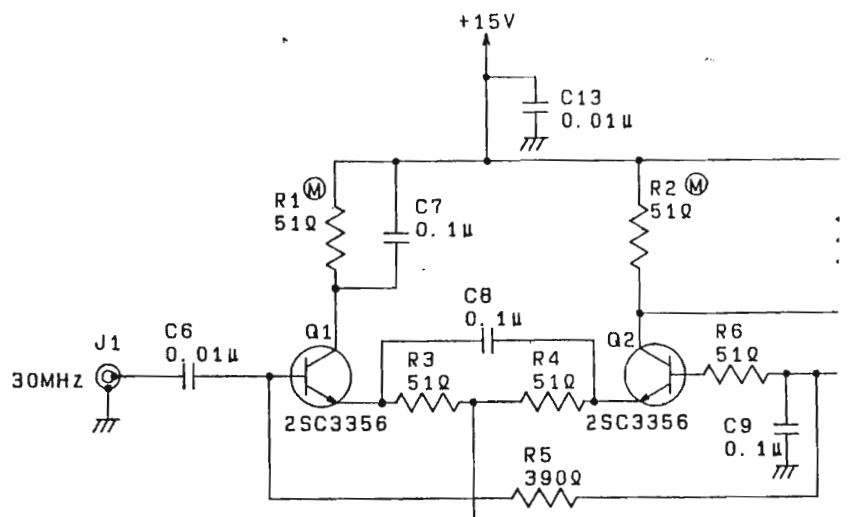 +15V
C13
0.01μ
R1 Ⓜ
51Ω
C7
0.1μ
R2 Ⓜ
51Ω
C8
0.1μ
J1
C6
0.01μ
Q1
Q2
R6
51Ω
R3
51Ω
R4
51Ω
30MHz
2SC3356
2SC3356
C9
0.1μ
R5
390Ω